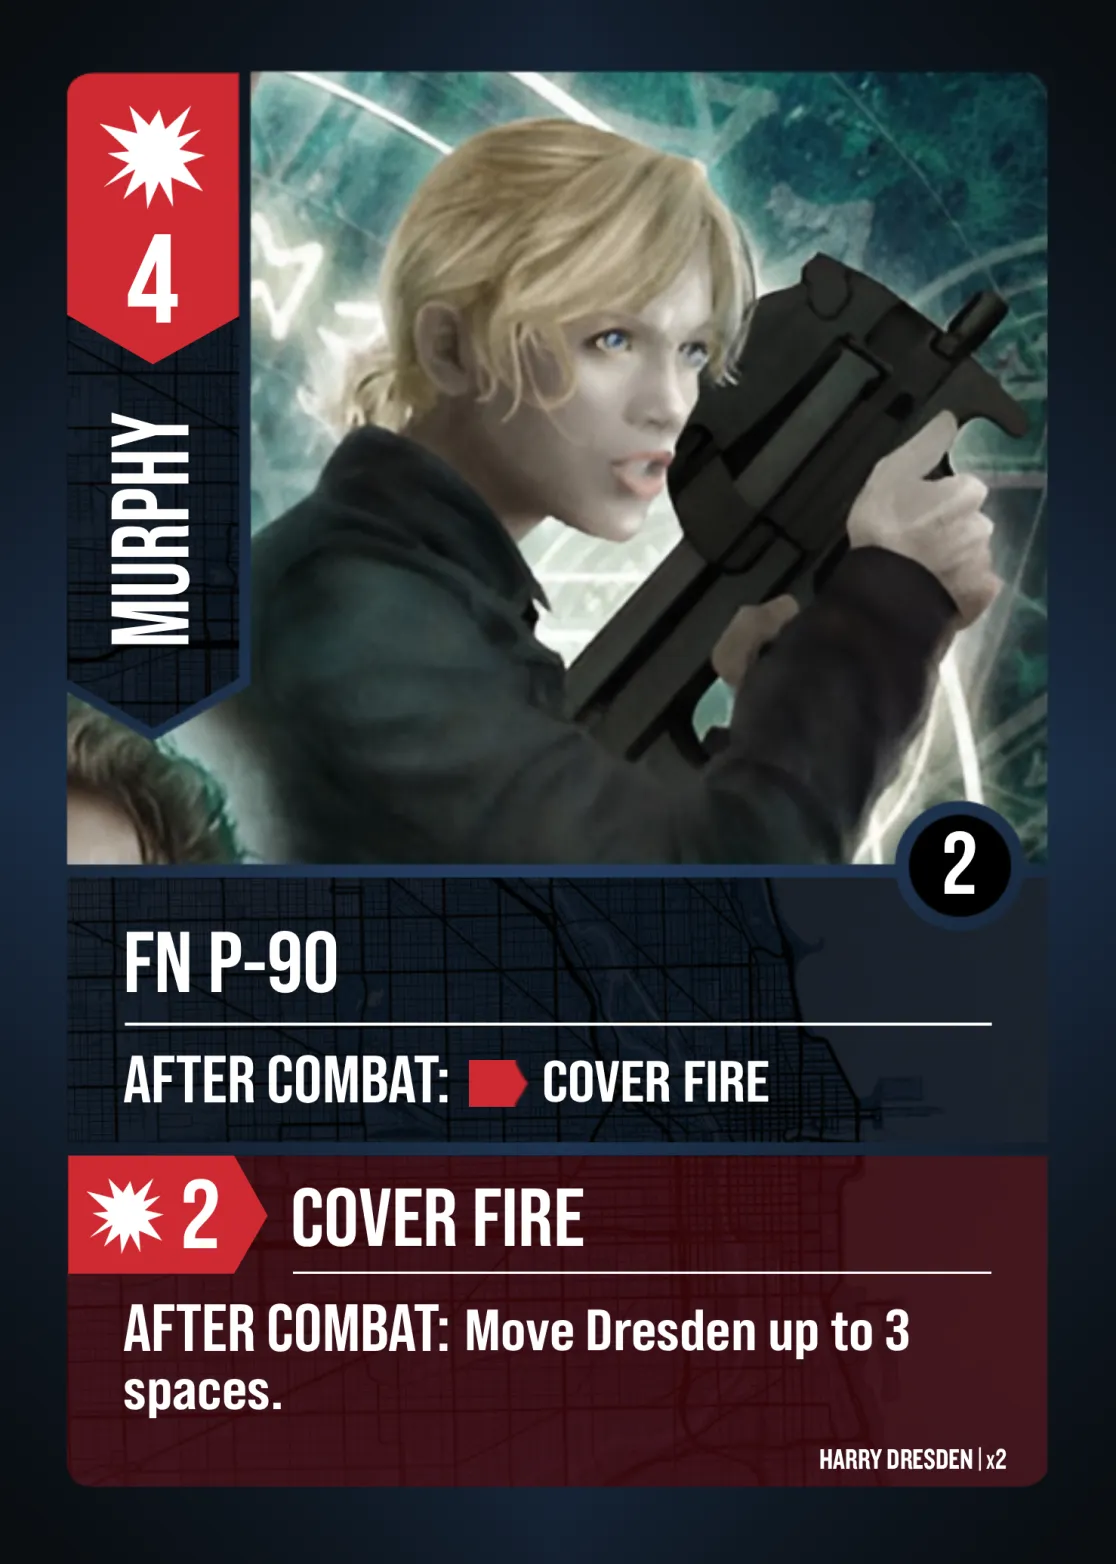 4
MURPHY
2
FN P-90
AFTER COMBAT: COVER FIRE
2 COVER FIRE
AFTER COMBAT: Move Dresden up to 3
spaces.
HARRY DRESDEN | x2